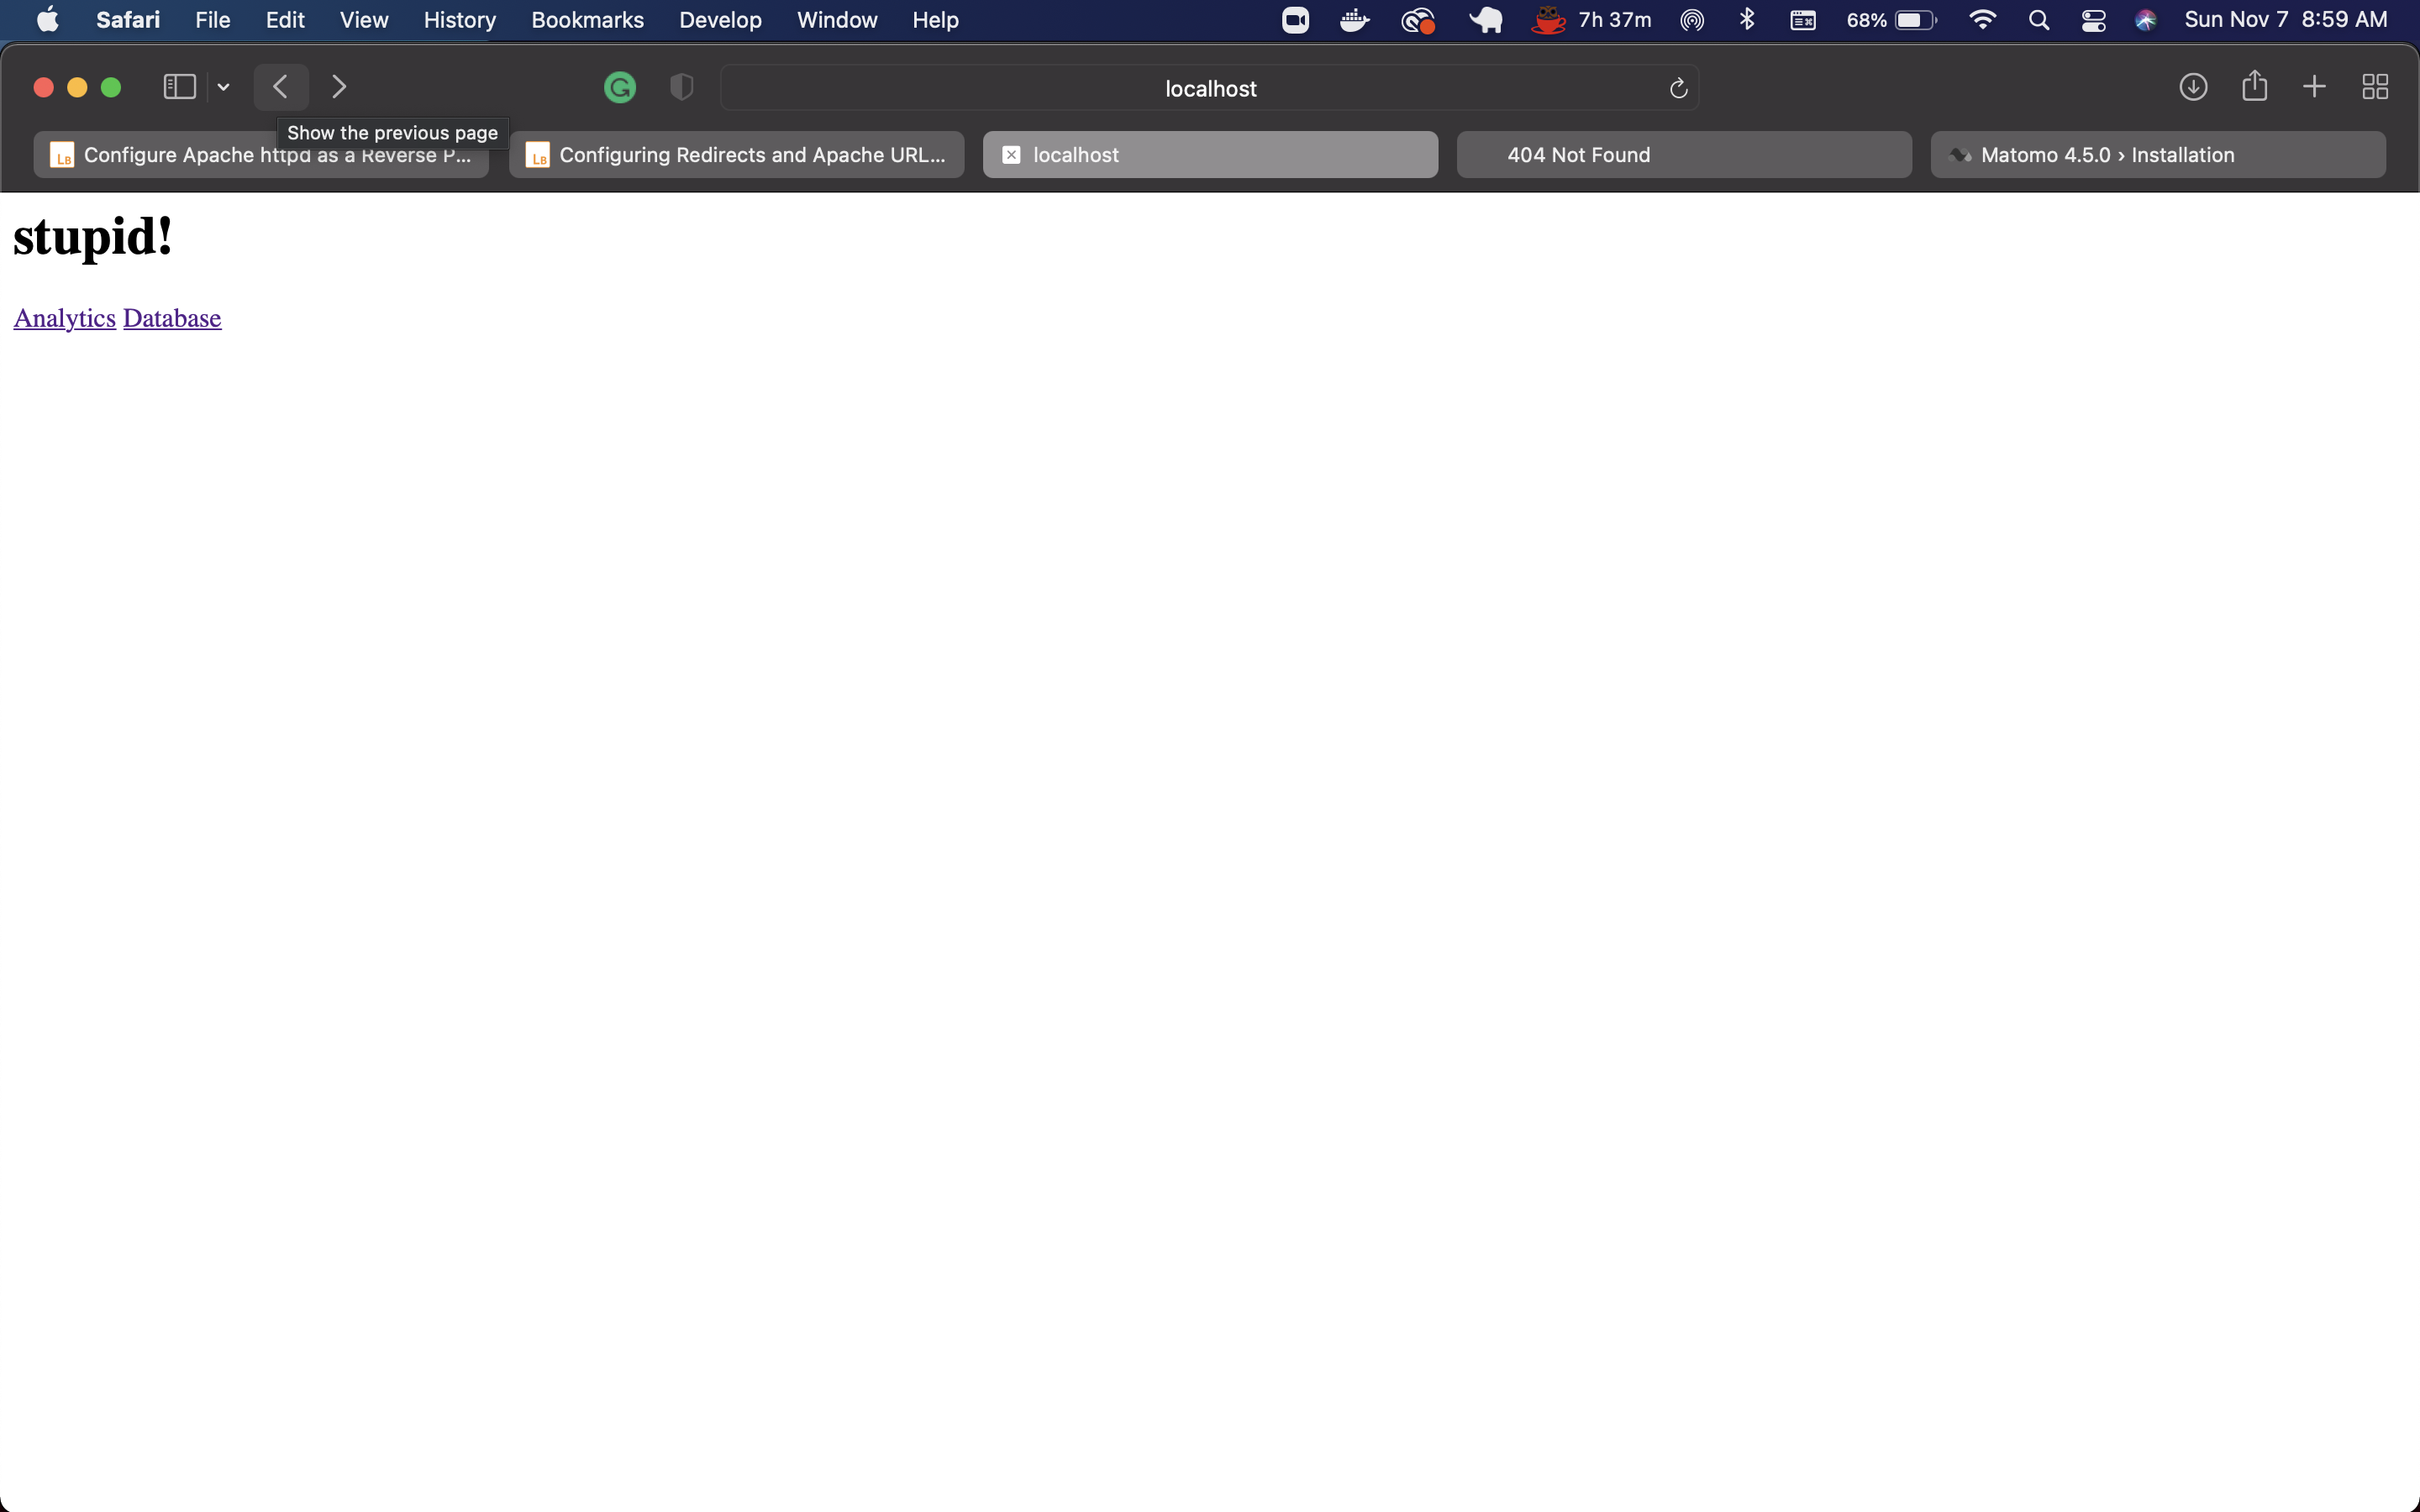 Safari File Edit View History Bookmarks Develop Window Help 7h 37m 68% Sun Nov 7 8:59 AM
localhost
Show the previous page
Configure Apache httpd as a Reverse P... Configuring Redirects and Apache URL... localhost 404 Not Found Matomo 4.5.0 › Installation
stupid!
Analytics Database